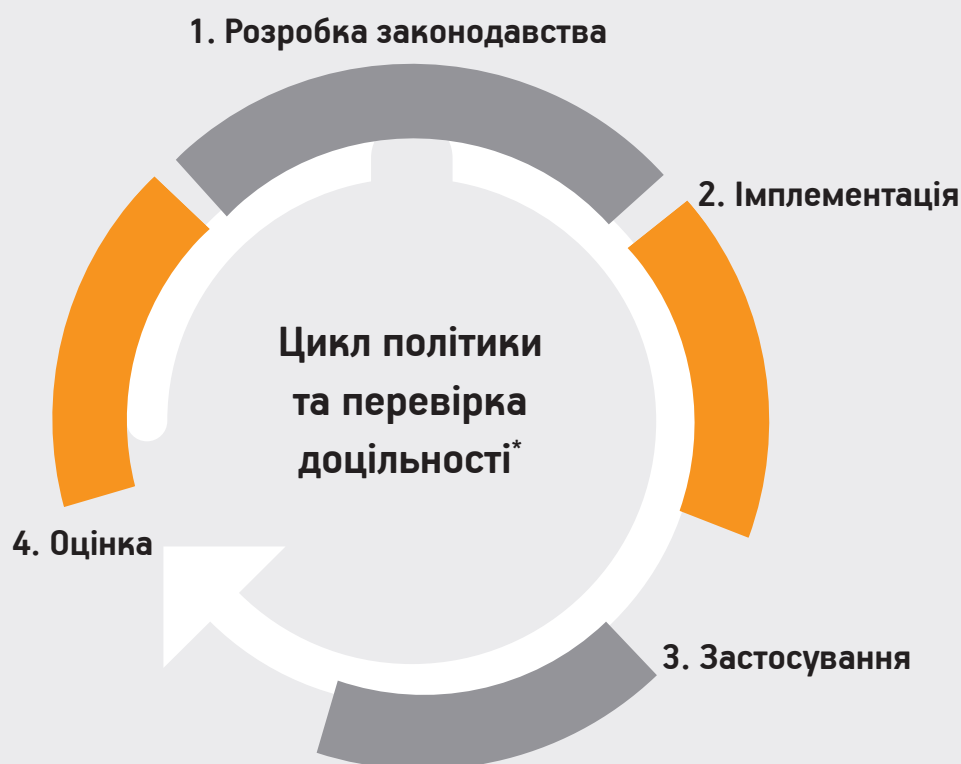 1. Розробка законодавства
2. Імплементація
Цикл політики
та перевірка
доцільності*
4. Оцінка
3. Застосування